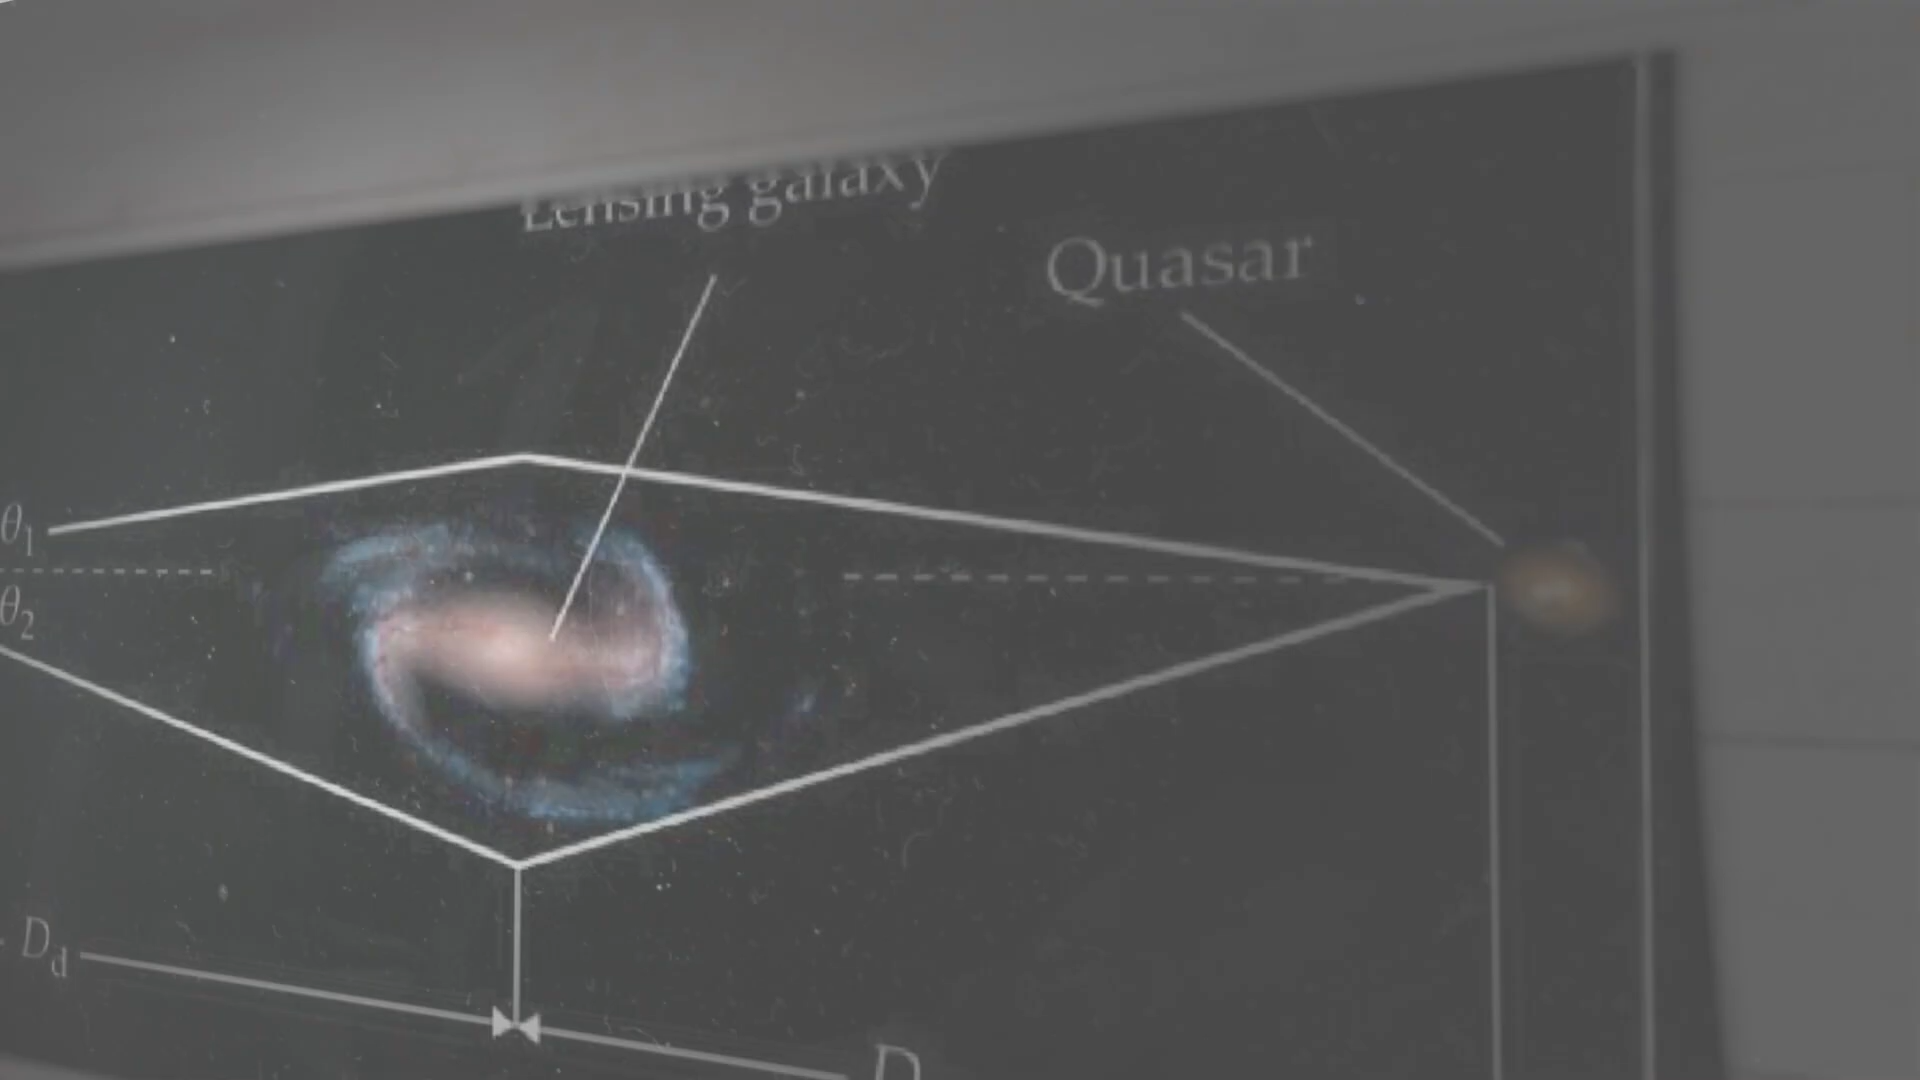 Lensing galaxy
Quasar
θ1
θ2
Dd
D